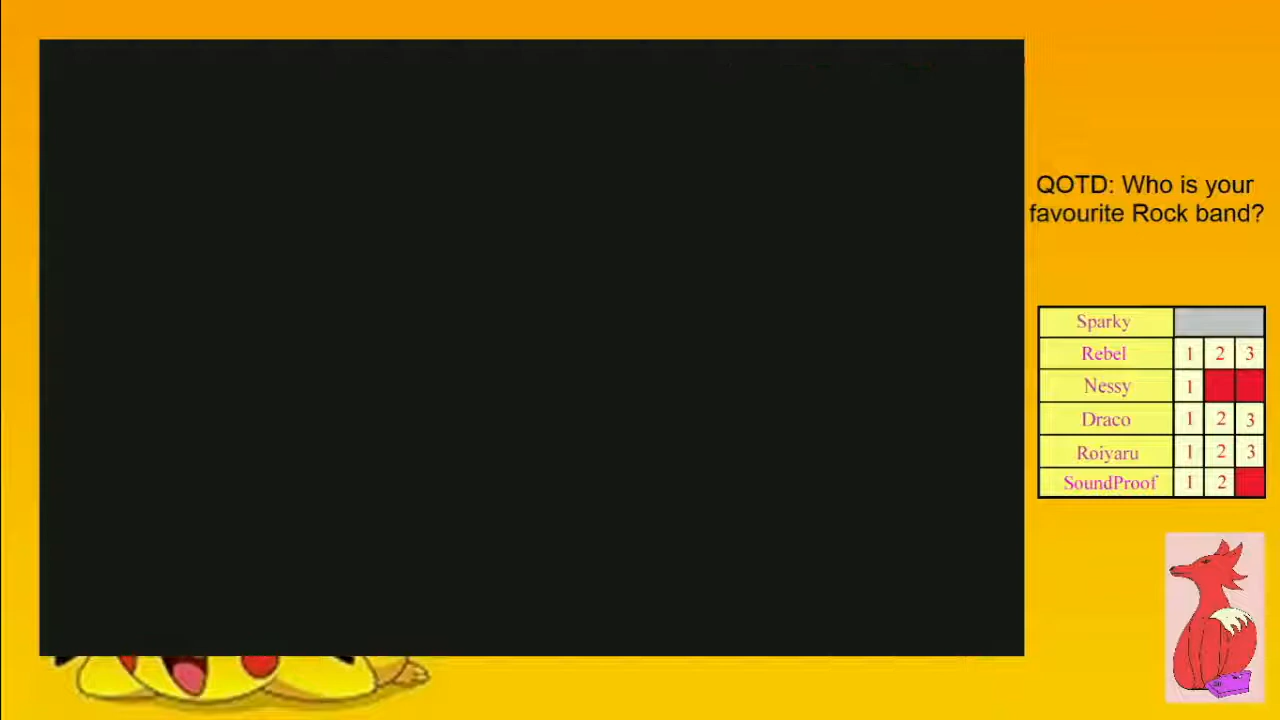 QOTD: Who is your
favourite Rock band?
Sparky
Rebel 1 2 3
Nessy 1
Draco 1 2 3
Roiyaru 1 2 3
SoundProof 1 2